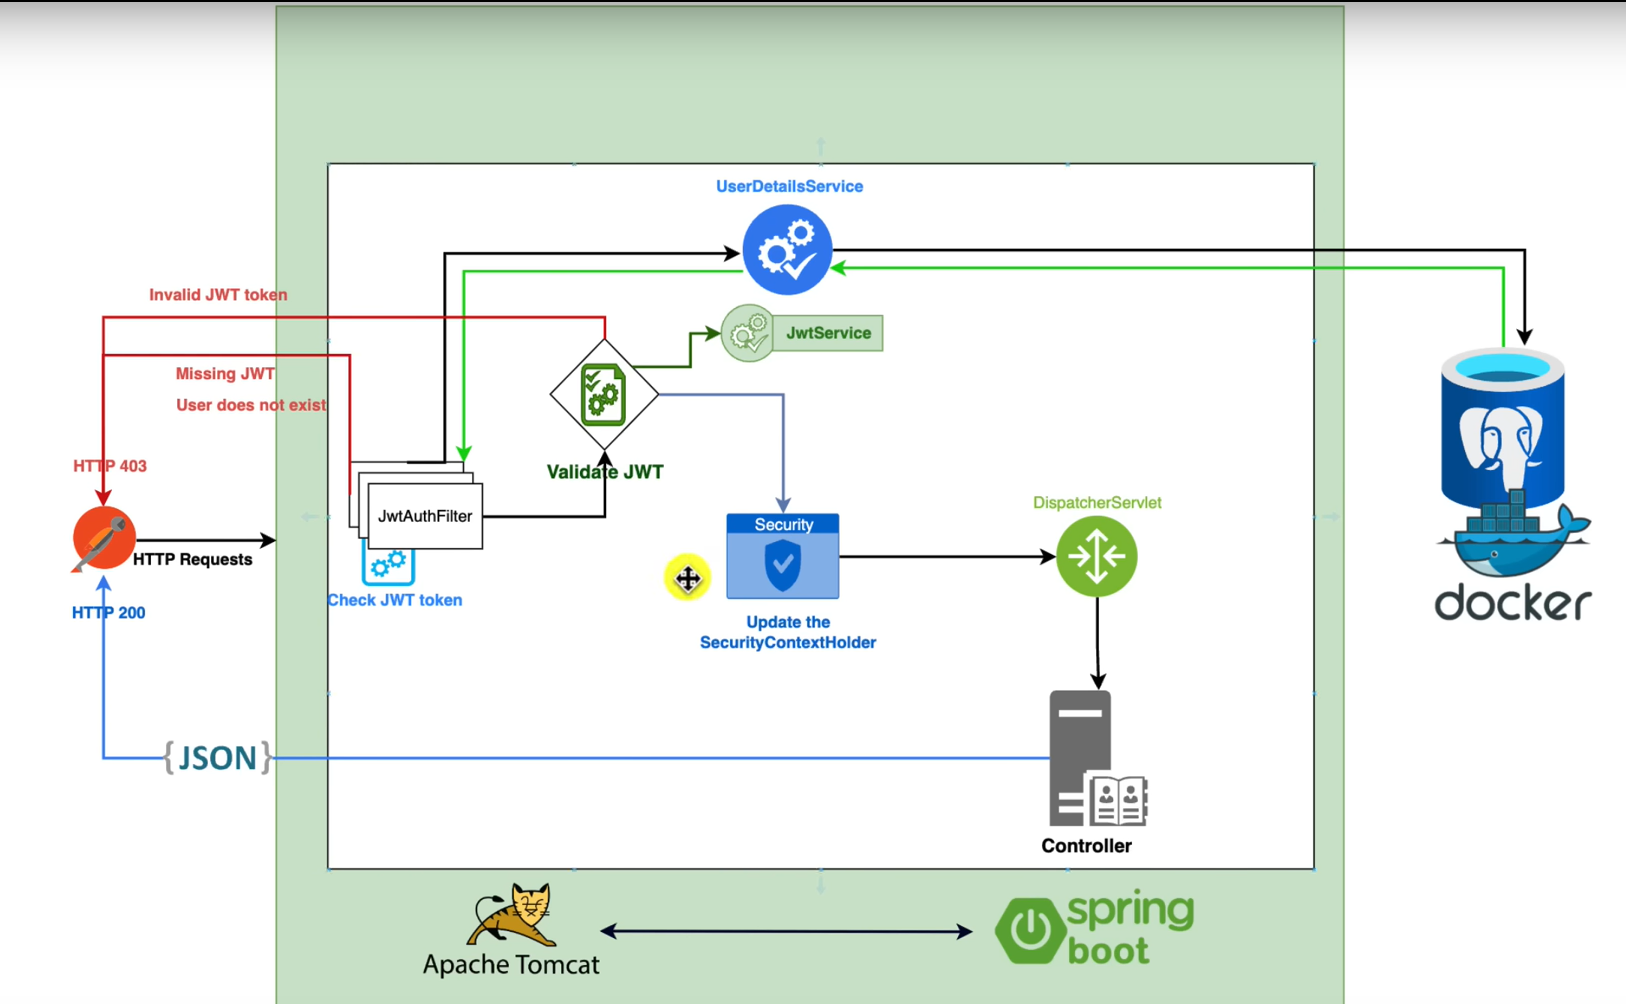 UserDetailsService
Invalid JWT token
JwtService
Missing JWT
User does not exist
HTTP 403
Validate JWT
JwtAuthFilter
Security
DispatcherServlet
HTTP Requests
Check JWT token
HTTP 200
Update the
SecurityContextHolder
docker
{JSON}
Controller
Apache Tomcat
spring
boot